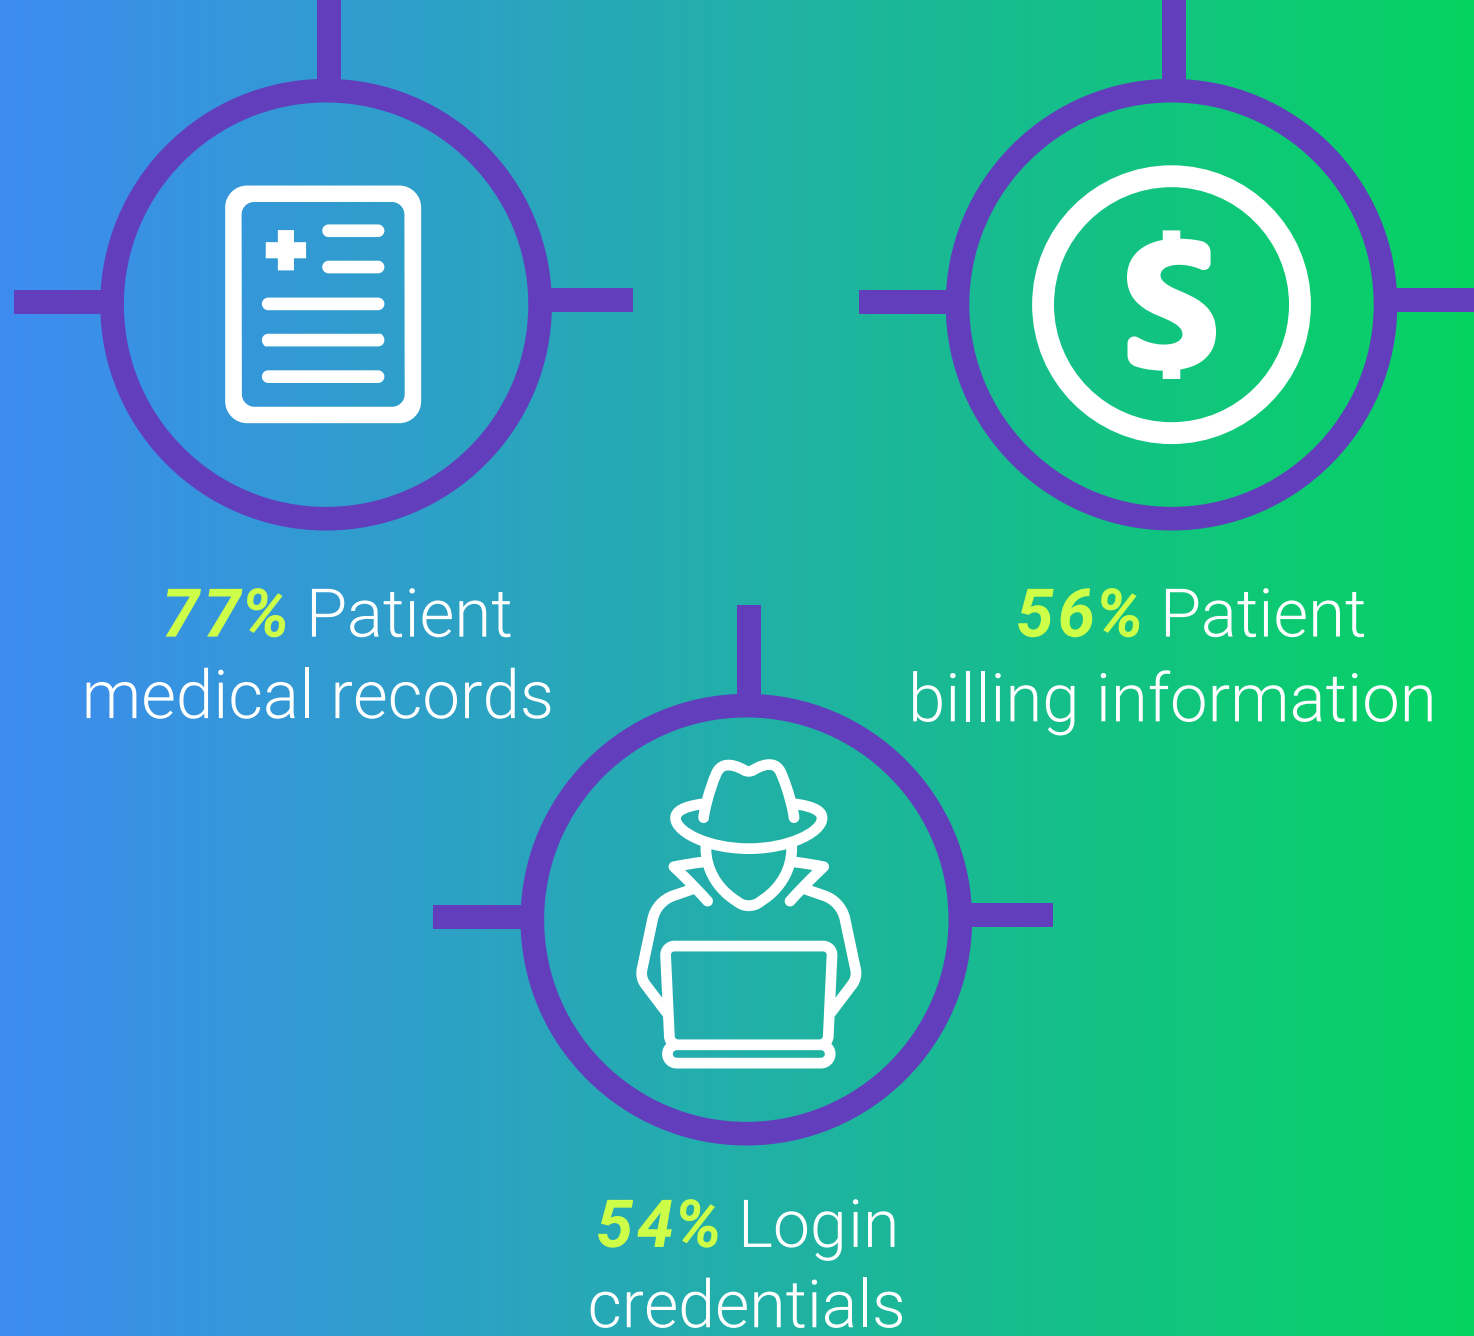 77% Patient
medical records
56% Patient
billing information
54% Login
credentials